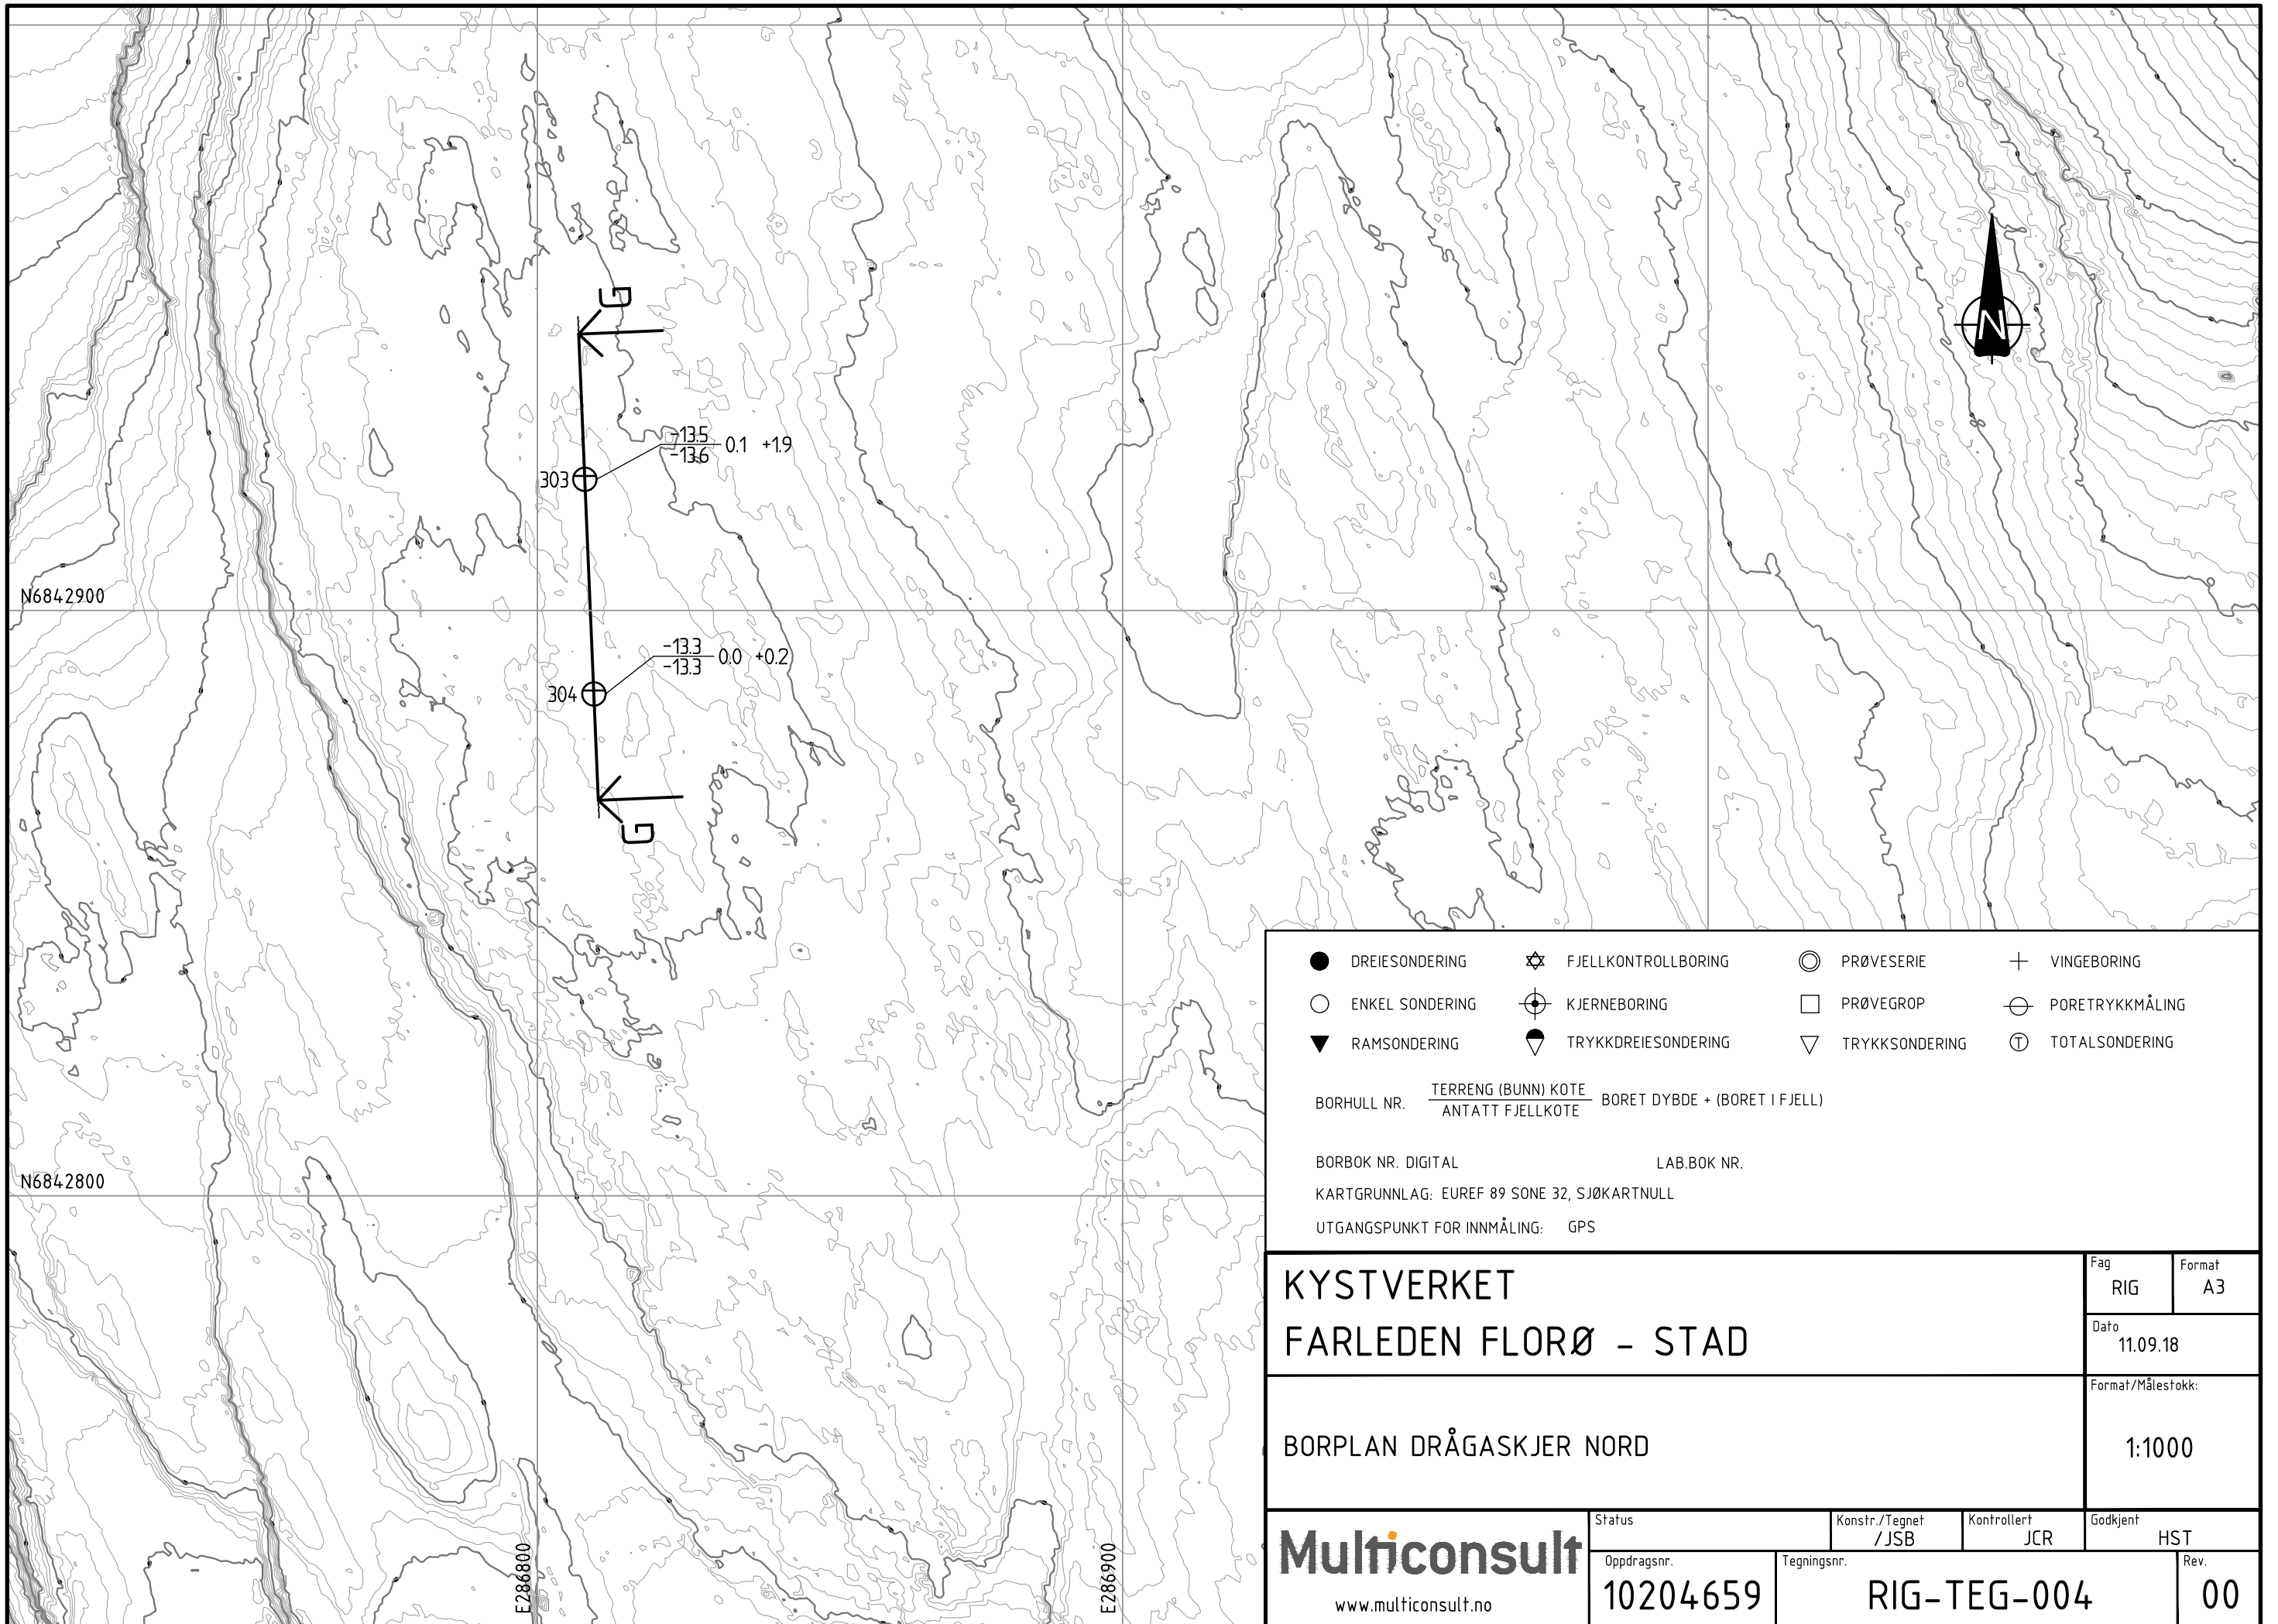 G
-13.5
-13.6
0.1 +1.9
303
N6842900
-13.3
-13.3
0.0 +0.2
304
G
N
N6842800
E286800
E286900
DREIESONDERING
FJELLKONTROLLBORING
PRØVESERIE
VINGEBORING
ENKEL SONDERING
KJERNEBORING
PRØVEGROP
PORETRYKKMÅLING
RAMSONDERING
TRYKKDREIESONDERING
TRYKKSONDERING
T
TOTALSONDERING
BORHULL NR.
TERRENG (BUNN) KOTE
ANTATT FJELLKOTE
BORET DYBDE + (BORET I FJELL)
BORBOK NR. DIGITAL
LAB.BOK NR.
KARTGRUNNLAG: EUREF 89 SONE 32, SJØKARTNULL
UTGANGSPUNKT FOR INNMÅLING: GPS
KYSTVERKET
FARLEDEN FLORØ - STAD
Fag
RIG
Format
A3
Dato
11.09.18
BORPLAN DRÅGASKJER NORD
Format/Målestokk:
1:1000
Multiconsult
www.multiconsult.no
Status
Konstr./Tegnet
/JSB
Kontrollert
JCR
Godkjent
HST
Oppdragsnr.
10204659
Tegningsnr.
RIG-TEG-004
Rev.
00